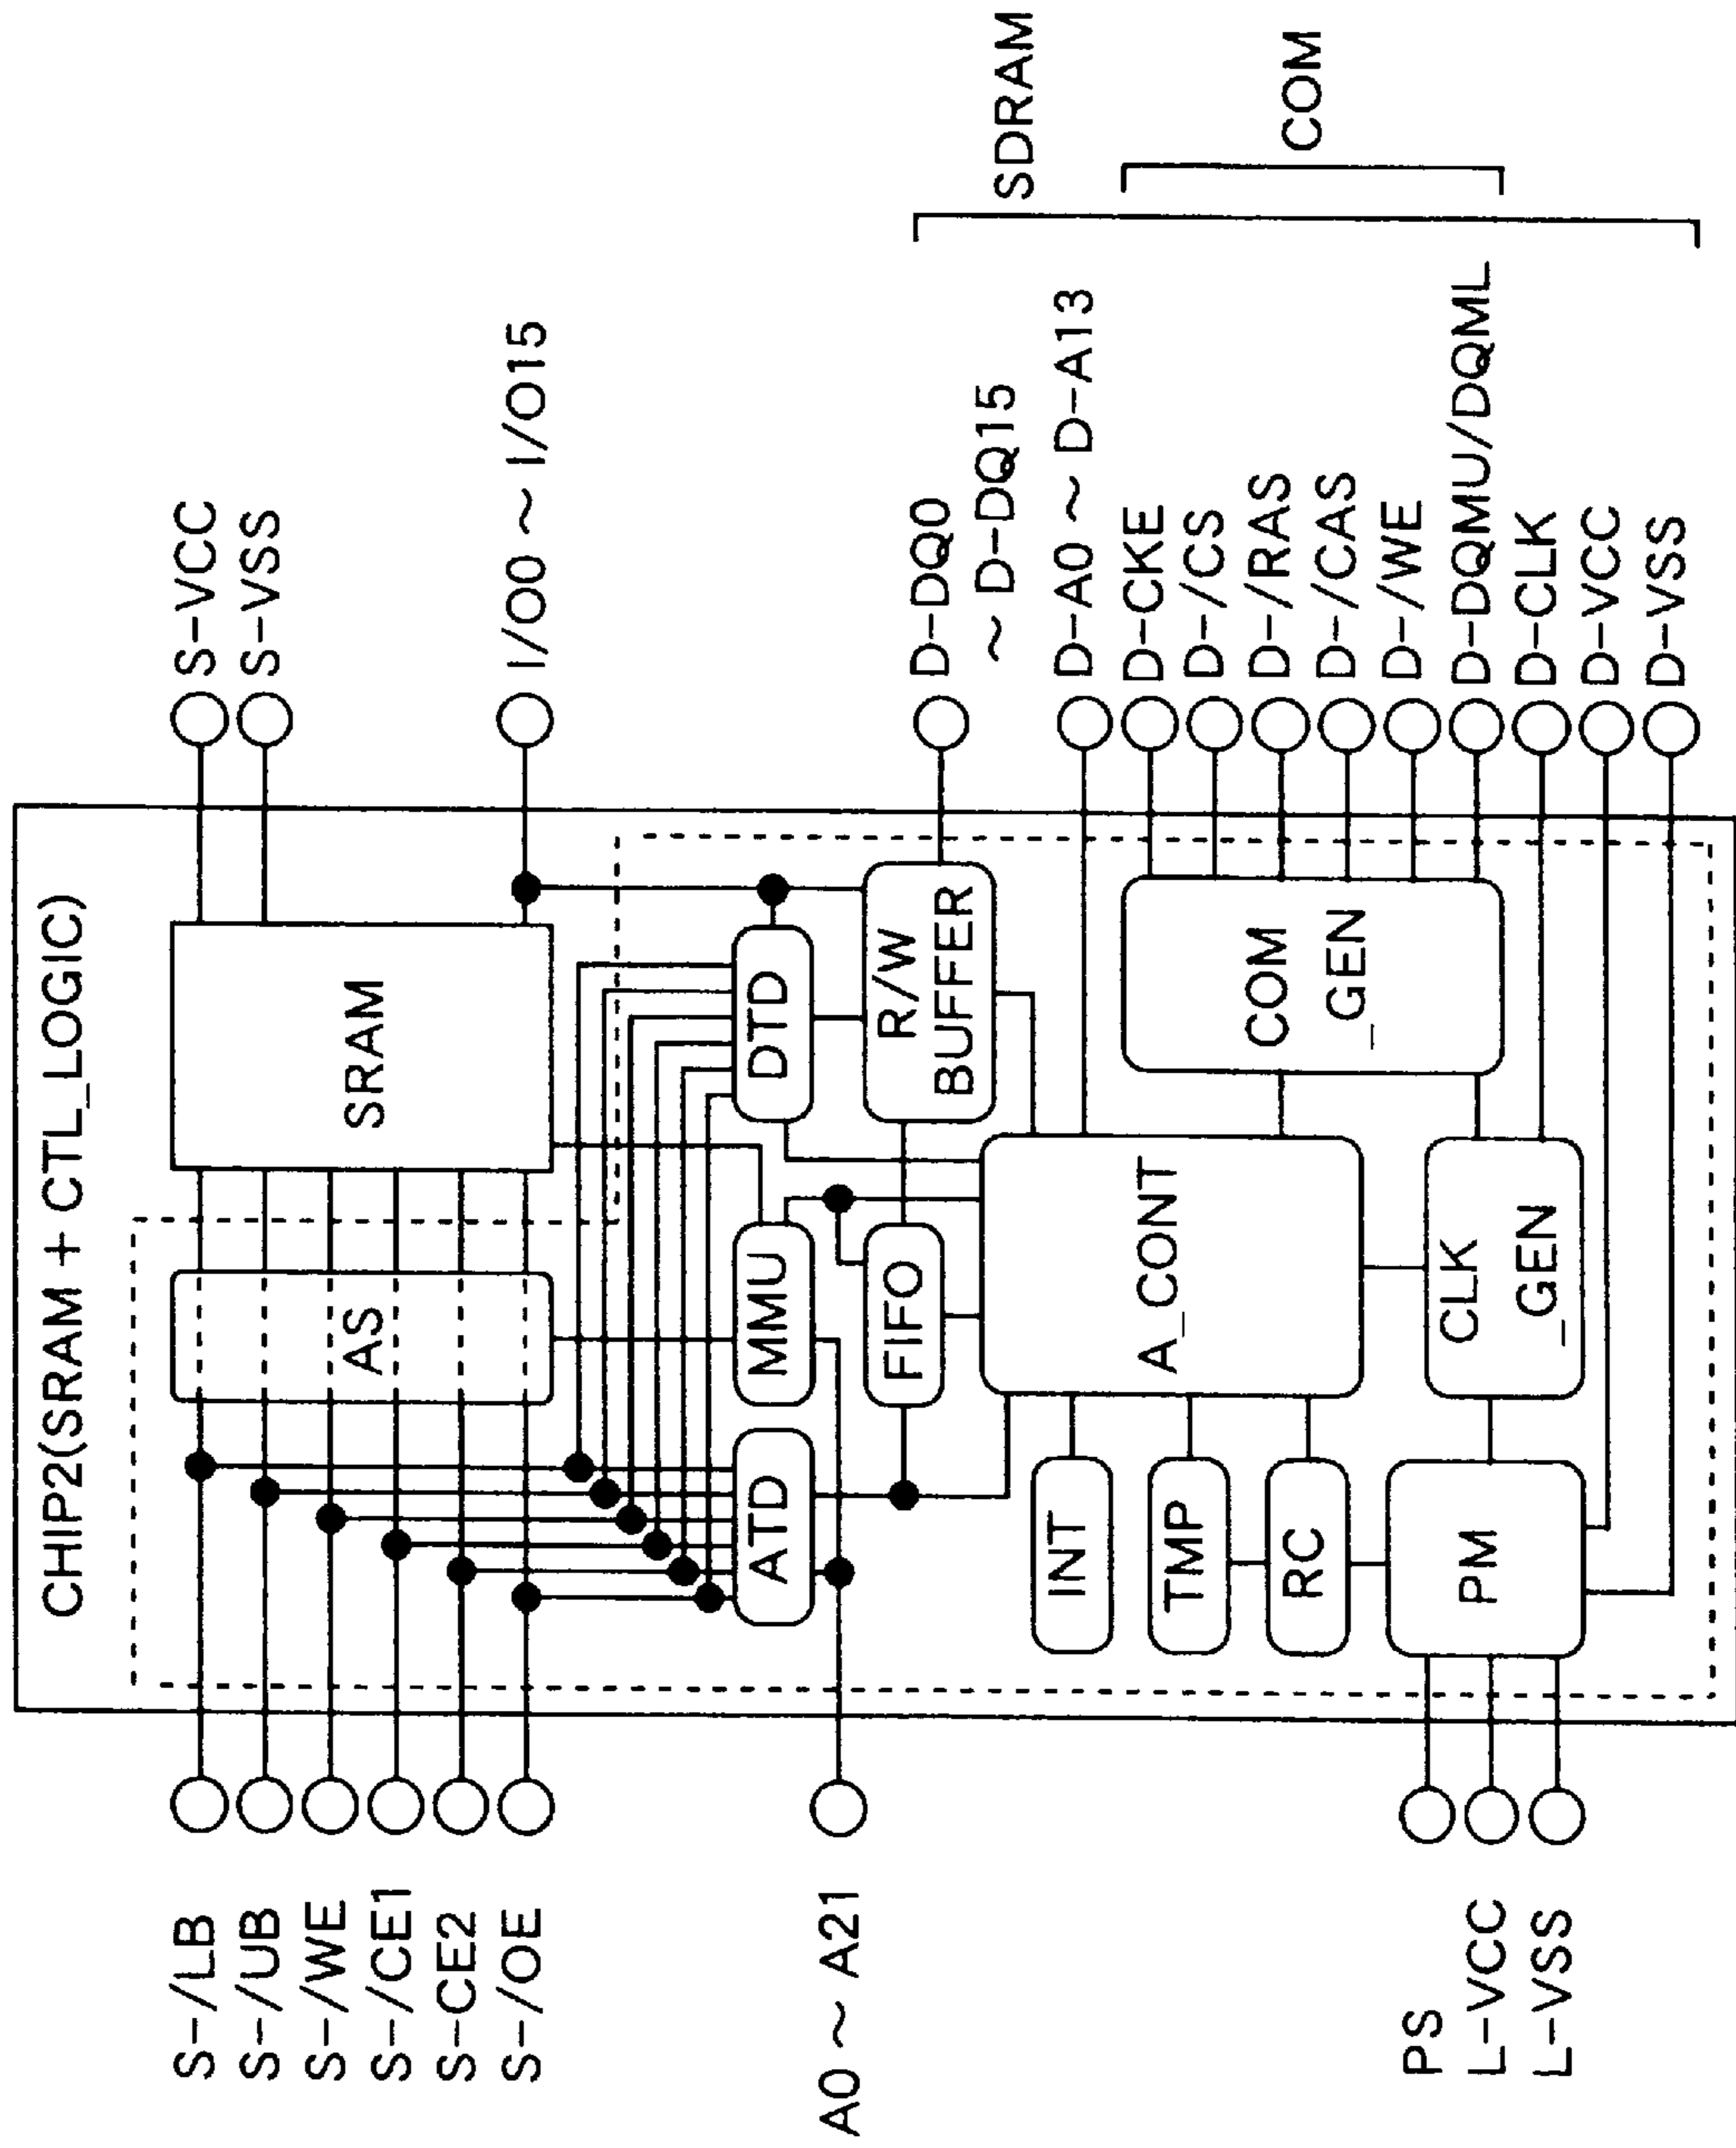 CHIP2(SRAM + CTL_LOGIC)
S-/LB
S-/UB
S-/WE
S-/CE1
S-CE2
S-/OE
A0 ~ A21
PS
L-VCC
L-VSS
AS
SRAM
ATD
MMU
DTD
FIFO
R/W
BUFFER
INT
TMP
RC
PM
A_CONT
CLK
_GEN
COM
_GEN
S-VCC
S-VSS
I/O0 ~ I/O15
D-DQ0
~ D-DQ15
D-A0 ~ D-A13
D-CKE
D-/CS
D-/RAS
D-/CAS
D-/WE
D-DQMU/DQML
D-CLK
D-VCC
D-VSS
SDRAM
COM